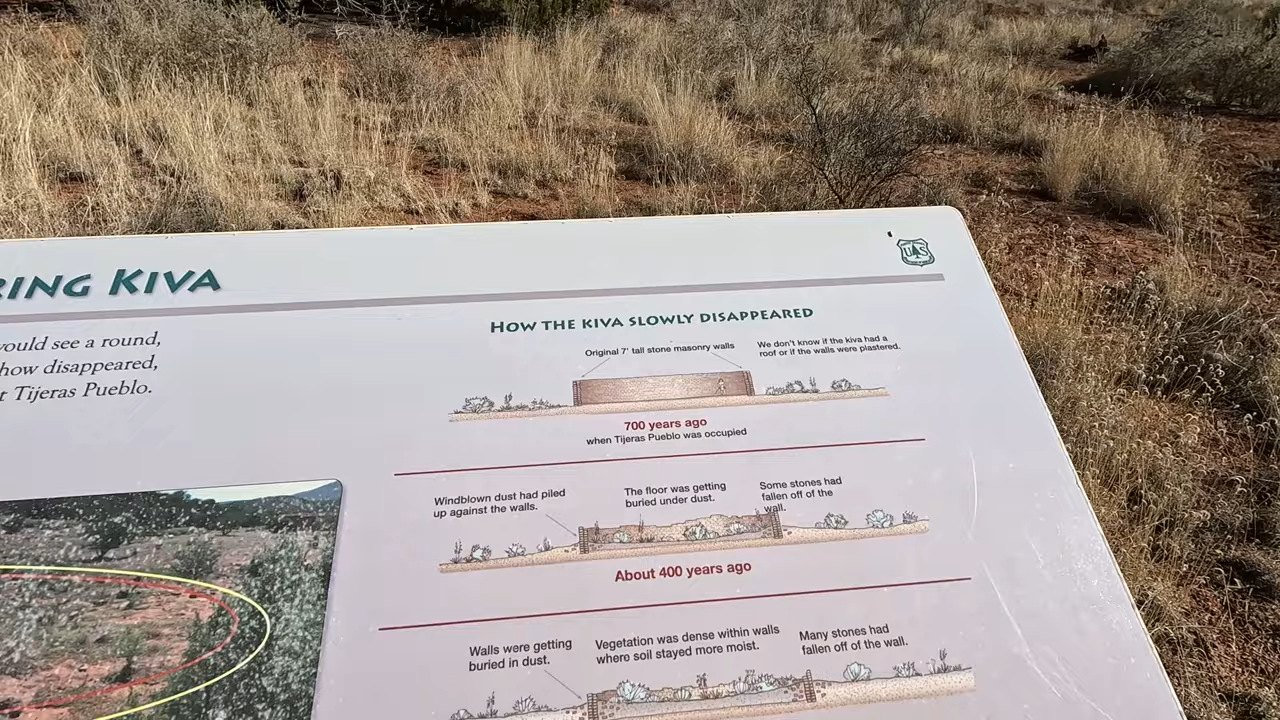 RING KIVA
would see a round,
how disappeared,
t Tijeras Pueblo.
UAS
HOW THE KIVA SLOWLY DISAPPEARED
Original 7' tall stone masonry walls
We don't know if the kiva had a
roof or if the walls were plastered.
700 years ago
when Tijeras Pueblo was occupied
Windblown dust had piled
up against the walls.
The floor was getting
buried under dust.
Some stones had
fallen off of the
wall.
About 400 years ago
Walls were getting
buried in dust.
Vegetation was dense within walls
where soil stayed more moist.
Many stones had
fallen off of the wall.